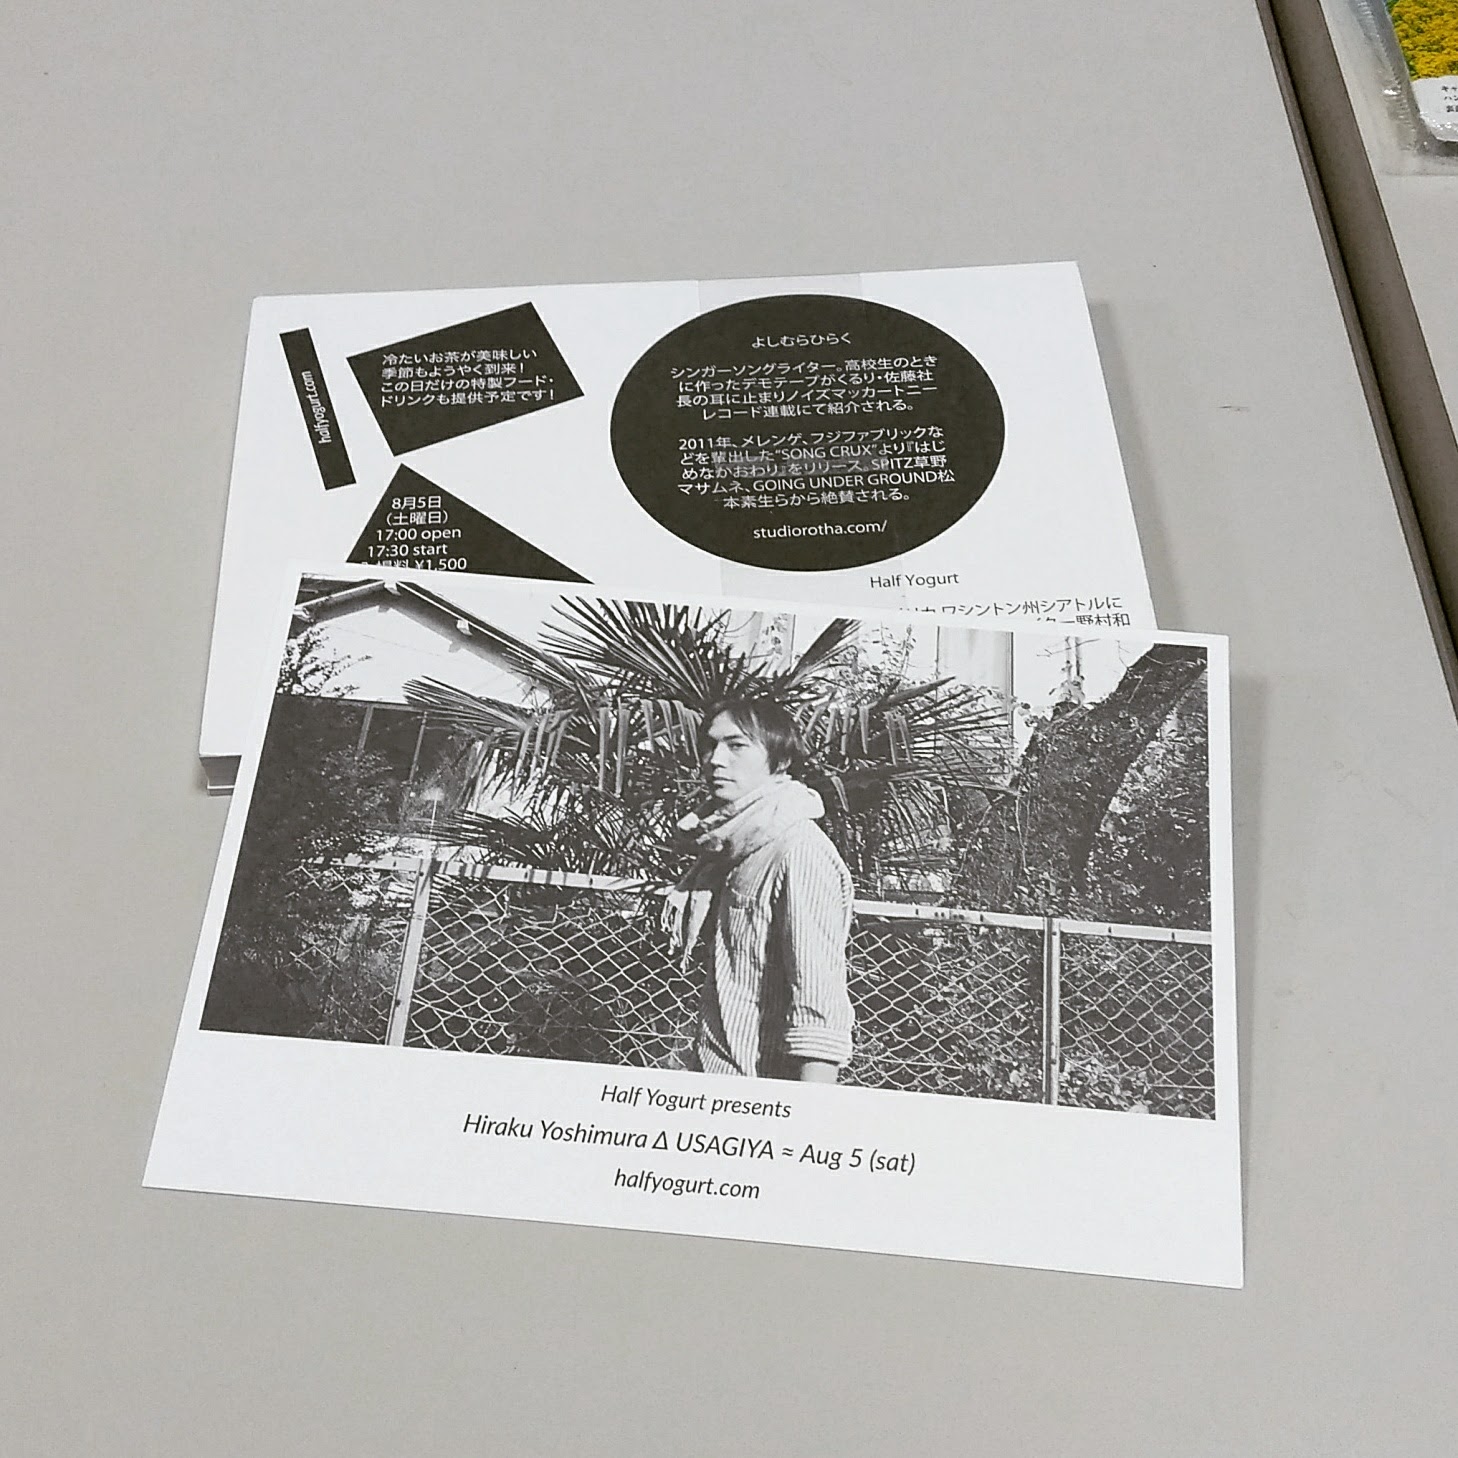 halfyogurt.com
冷たいお茶が美味しい
季節もようやく到来!
この日だけの特製フード・
ドリンクも提供予定です!
8月5日
(土曜日)
17:00 open
17:30 start
¥1,500
よしむらひらく
シンガーソングライター。高校生のとき
に作ったデモテープがくるり・佐藤社
長の耳に止まりノイズマッカートニー
レコード連載にて紹介される。
2011年、メレンゲ、フジファブリックな
どを輩出した“SONG CRUX”より『はじ
めなかおわり』をリリース。SPITZ草野
マサムネ、GOING UNDER GROUND松
本素生らから絶賛される。
studiorotha.com/
Half Yogurt
ワシントン州シアトルに
野村和
Half Yogurt presents
Hiraku Yoshimura Δ USAGIYA ≈ Aug 5 (sat)
halfyogurt.com